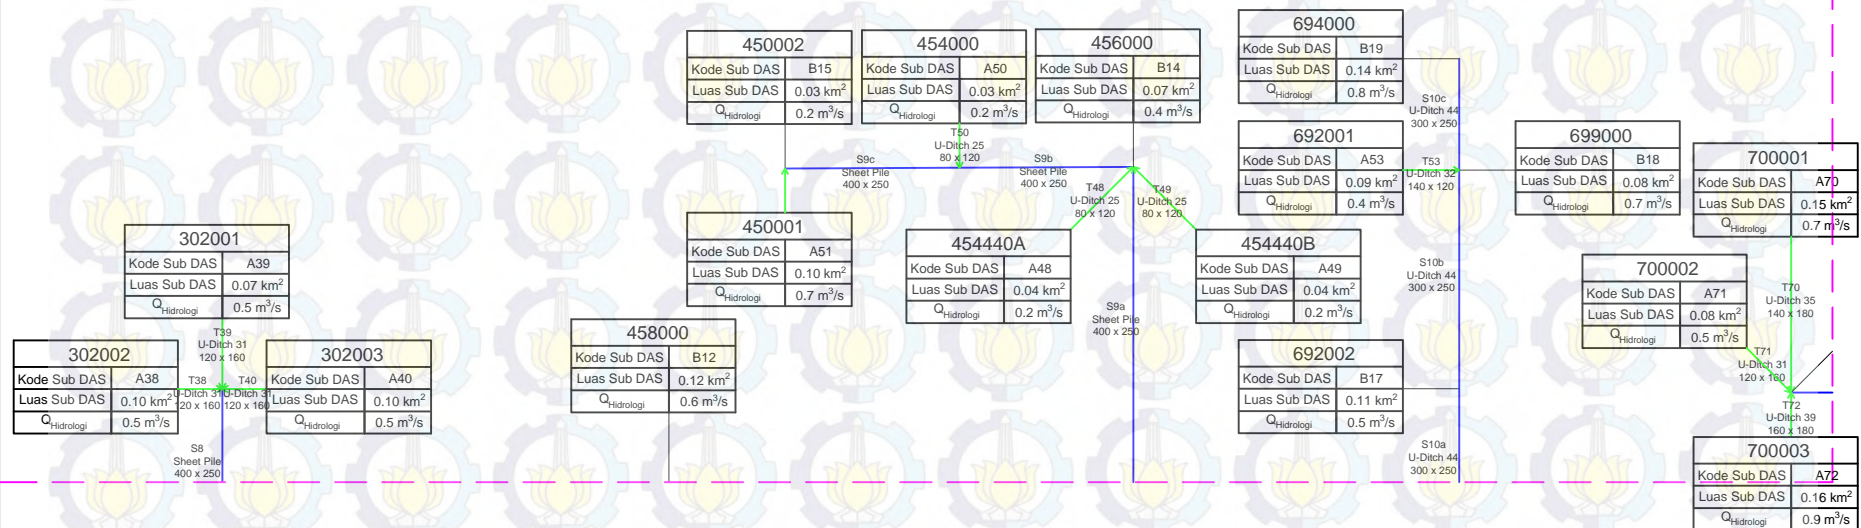 694000
Kode Sub DAS B19
Luas Sub DAS 0.14 km²
Q Hidrologi 0.8 m³/s
450002
Kode Sub DAS B15
Luas Sub DAS 0.03 km²
Q Hidrologi 0.2 m³/s
454000
Kode Sub DAS A50
Luas Sub DAS 0.03 km²
Q Hidrologi 0.2 m³/s
456000
Kode Sub DAS B14
Luas Sub DAS 0.07 km²
Q Hidrologi 0.4 m³/s
S10c
U-Ditch 44
300 x 250
T50
U-Ditch 25
80 x 120
S9c
Sheet Pile
400 x 250
S9b
Sheet Pile
400 x 250
692001
Kode Sub DAS A53
Luas Sub DAS 0.09 km²
Q Hidrologi 0.4 m³/s
T53
U-Ditch 32
140 x 120
699000
Kode Sub DAS B18
Luas Sub DAS 0.08 km²
Q Hidrologi 0.7 m³/s
700001
Kode Sub DAS A70
Luas Sub DAS 0.15 km²
Q Hidrologi 0.7 m³/s
T48
U-Ditch 25
80 x 120
T49
U-Ditch 25
80 x 120
302001
Kode Sub DAS A39
Luas Sub DAS 0.07 km²
Q Hidrologi 0.5 m³/s
450001
Kode Sub DAS A51
Luas Sub DAS 0.10 km²
Q Hidrologi 0.7 m³/s
454440A
Kode Sub DAS A48
Luas Sub DAS 0.04 km²
Q Hidrologi 0.2 m³/s
454440B
Kode Sub DAS A49
Luas Sub DAS 0.04 km²
Q Hidrologi 0.2 m³/s
S10b
U-Ditch 44
300 x 250
700002
Kode Sub DAS A71
Luas Sub DAS 0.08 km²
Q Hidrologi 0.5 m³/s
T70
U-Ditch 35
140 x 180
S9a
Sheet Pile
400 x 250
T39
U-Ditch 31
120 x 160
302002
Kode Sub DAS A38
Luas Sub DAS 0.10 km²
Q Hidrologi 0.5 m³/s
T38
U-Ditch 31
120 x 160
T40
U-Ditch 31
120 x 160
302003
Kode Sub DAS A40
Luas Sub DAS 0.10 km²
Q Hidrologi 0.5 m³/s
458000
Kode Sub DAS B12
Luas Sub DAS 0.12 km²
Q Hidrologi 0.6 m³/s
692002
Kode Sub DAS B17
Luas Sub DAS 0.11 km²
Q Hidrologi 0.5 m³/s
T71
U-Ditch 31
120 x 160
T72
U-Ditch 39
160 x 180
S8
Sheet Pile
400 x 250
S10a
U-Ditch 44
300 x 250
700003
Kode Sub DAS A72
Luas Sub DAS 0.16 km²
Q Hidrologi 0.9 m³/s